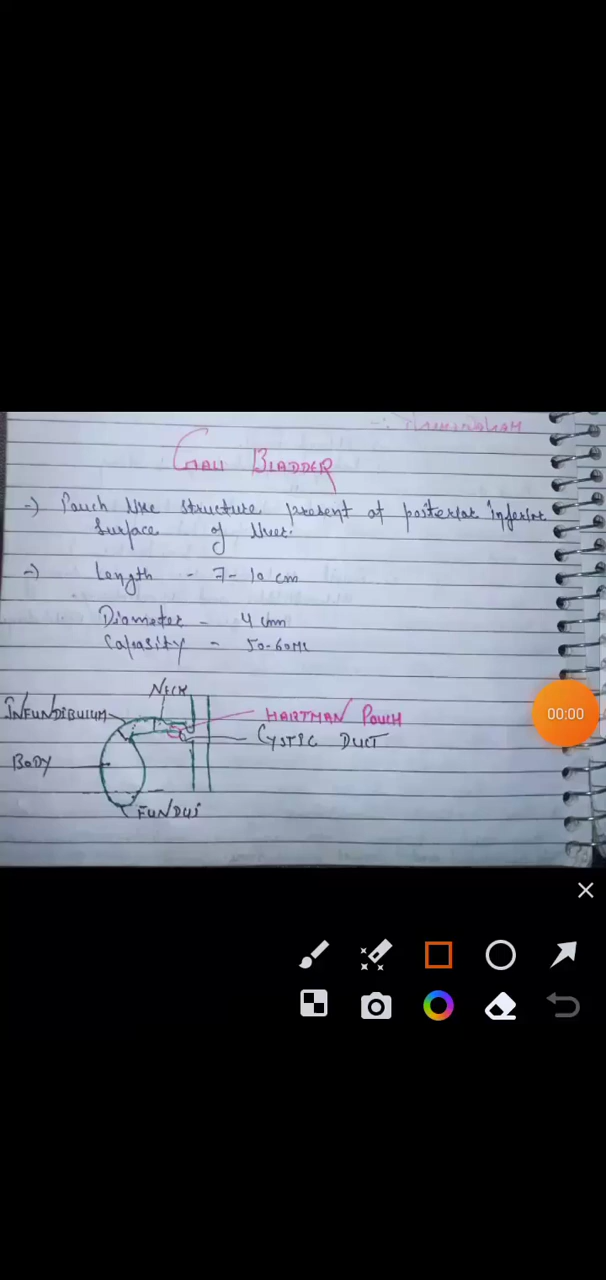 GALL BLADDER
→ Pouch like structure present at posterior inferior
surface of liver.
→ Length - 7-10 cm
Diameter - 4 cm
Capasity - 50-60ML
NECK
INFUNDIBULUM
HARTMAN POUCH
CYSTIC DUCT
BODY
FUNDUS
00:00